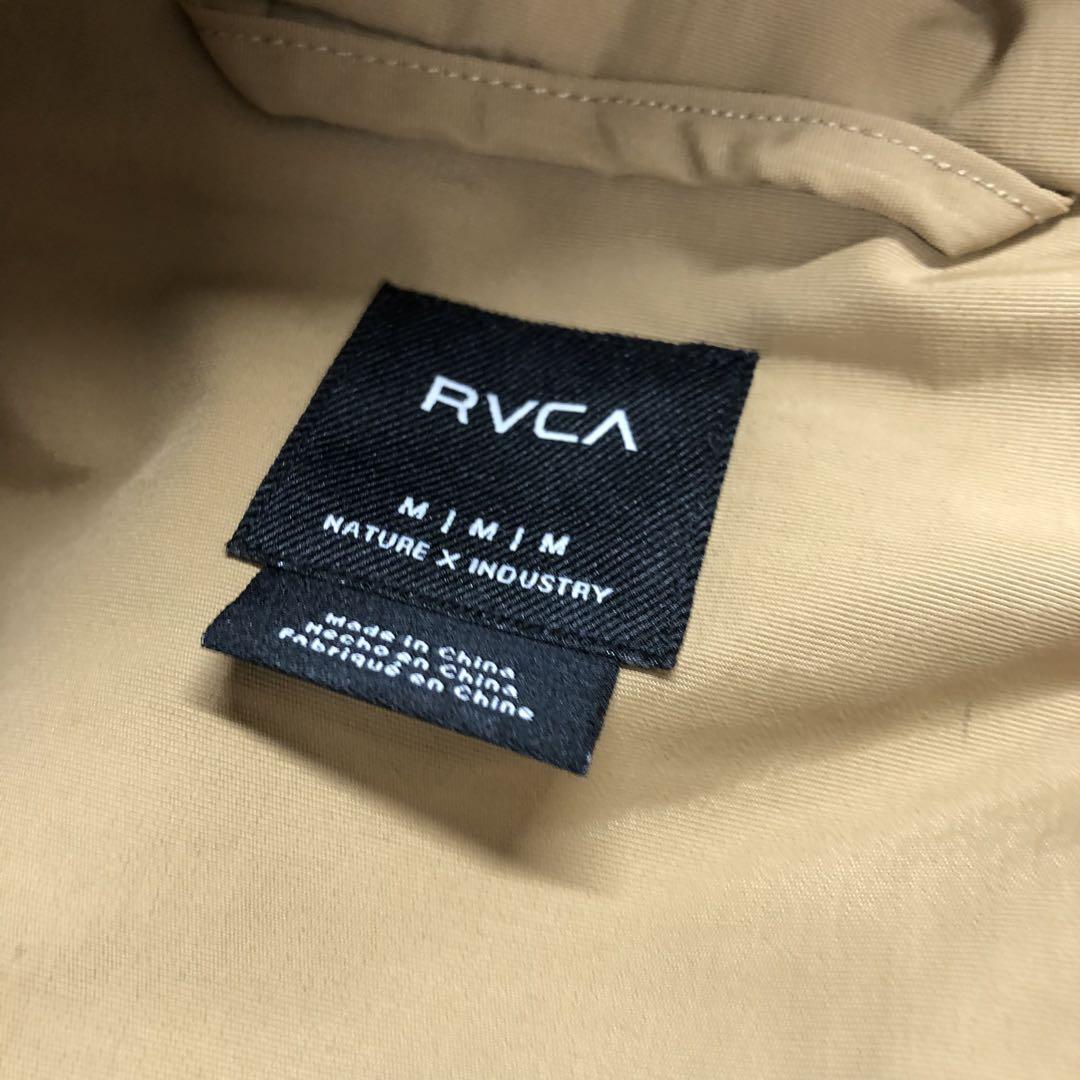 RVCA
M | M | M
NATURE X INDUSTRY
Made in China
Hecho en China
Fabriqué en Chine